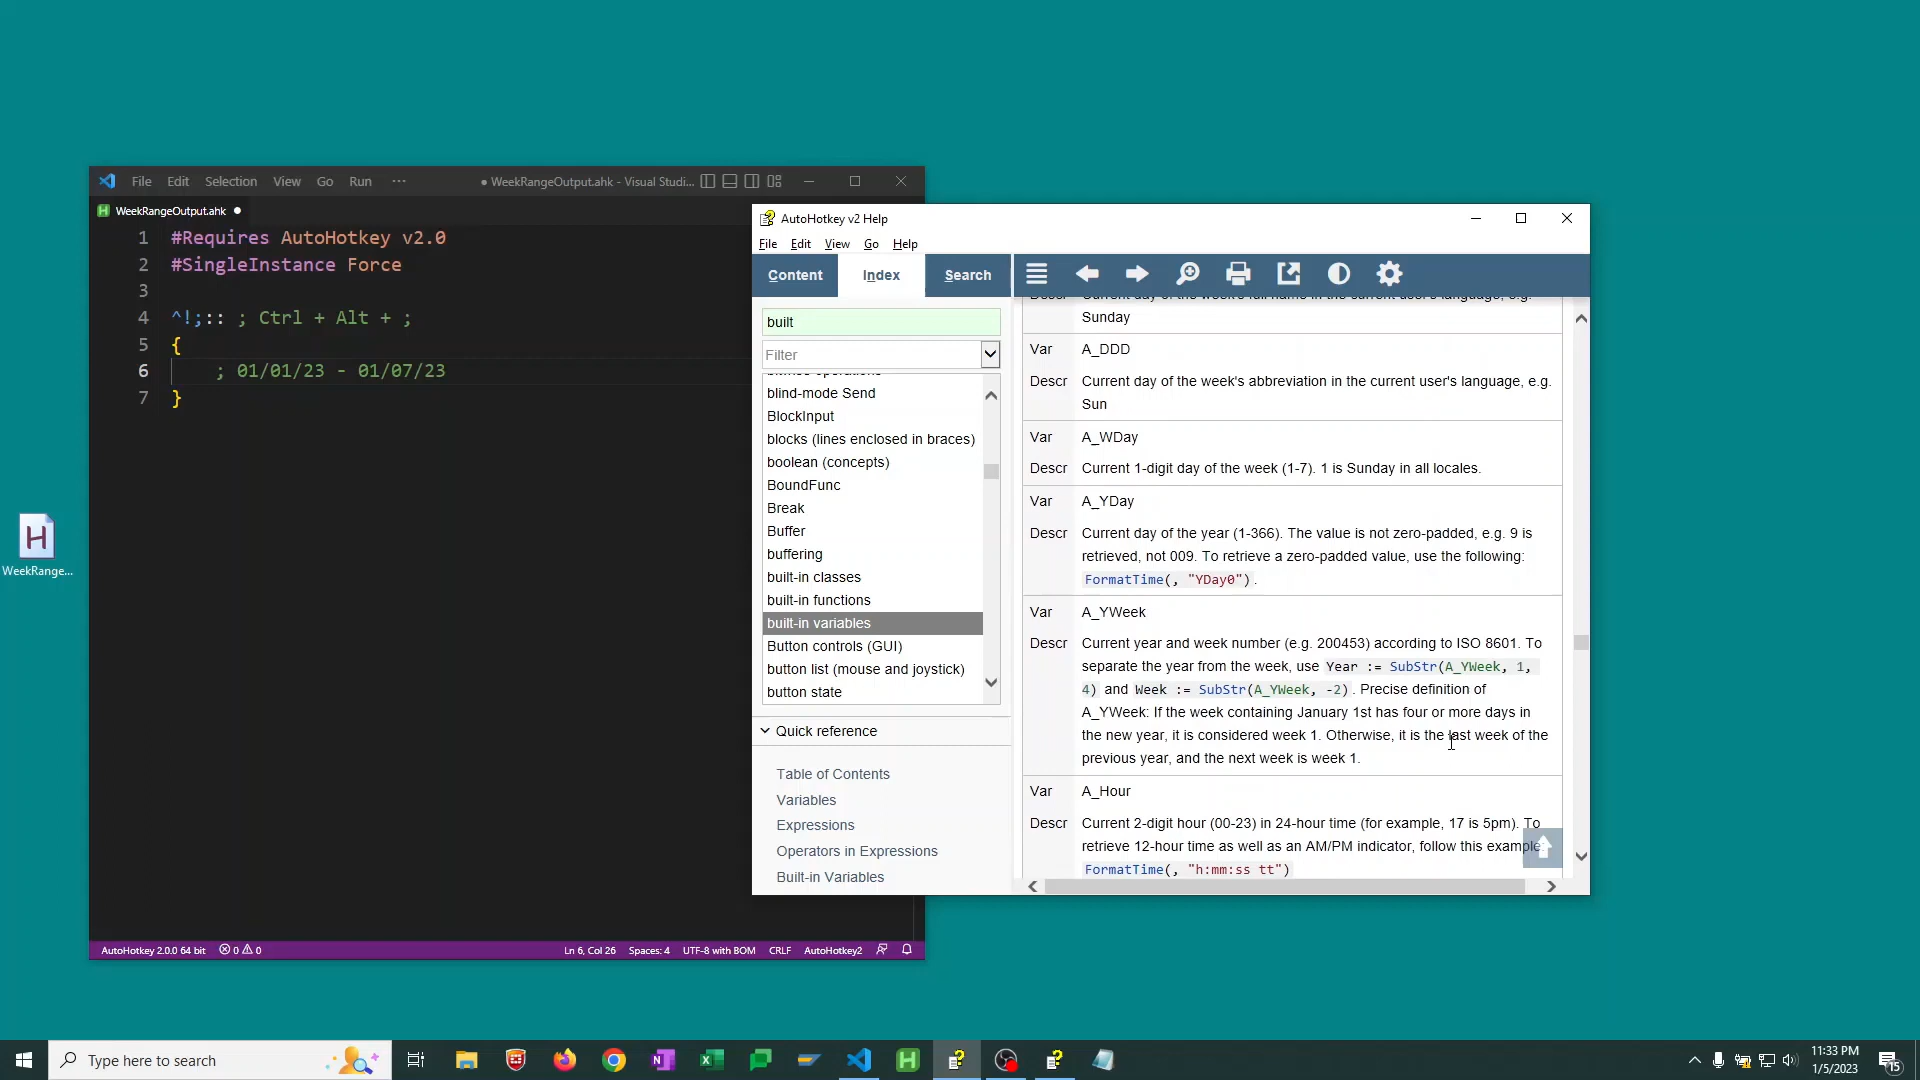 File Edit Selection View Go Run ··· ● WeekRangeOutput.ahk - Visual Studi...
WeekRangeOutput.ahk ●
1 #Requires AutoHotkey v2.0
2 #SingleInstance Force
3
4 ^!;:: ; Ctrl + Alt + ;
5 {
6 ; 01/01/23 - 01/07/23
7 }
AutoHotkey 2.0.0 64 bit 0 0 Ln 6, Col 26 Spaces: 4 UTF-8 with BOM CRLF AutoHotkey2
WeekRange...
AutoHotkey v2 Help
File Edit View Go Help
Content Index Search
built
Filter
blind-mode Send
BlockInput
blocks (lines enclosed in braces)
boolean (concepts)
BoundFunc
Break
Buffer
buffering
built-in classes
built-in functions
built-in variables
Button controls (GUI)
button list (mouse and joystick)
button state
Quick reference
Table of Contents
Variables
Expressions
Operators in Expressions
Built-in Variables
Descr Current day of the week's full name in the current user's language, e.g.
Sunday
Var A_DDD
Descr Current day of the week's abbreviation in the current user's language, e.g.
Sun
Var A_WDay
Descr Current 1-digit day of the week (1-7). 1 is Sunday in all locales.
Var A_YDay
Descr Current day of the year (1-366). The value is not zero-padded, e.g. 9 is
retrieved, not 009. To retrieve a zero-padded value, use the following:
FormatTime(, "YDay0").
Var A_YWeek
Descr Current year and week number (e.g. 200453) according to ISO 8601. To
separate the year from the week, use Year := SubStr(A_YWeek, 1,
4) and Week := SubStr(A_YWeek, -2). Precise definition of
A_YWeek: If the week containing January 1st has four or more days in
the new year, it is considered week 1. Otherwise, it is the last week of the
previous year, and the next week is week 1.
Var A_Hour
Descr Current 2-digit hour (00-23) in 24-hour time (for example, 17 is 5pm). To
retrieve 12-hour time as well as an AM/PM indicator, follow this example
FormatTime(, "h:mm:ss tt")
Type here to search
11:33 PM
1/5/2023
15